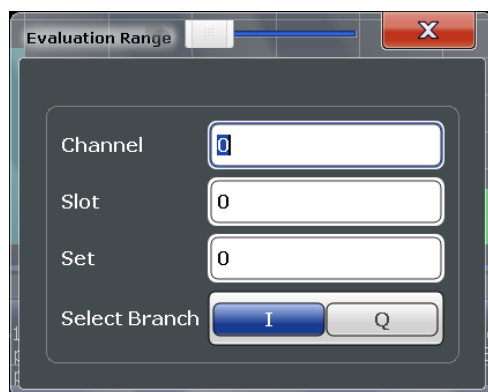 Evaluation Range
X
Channel 0
Slot 0
Set 0
Select Branch I Q